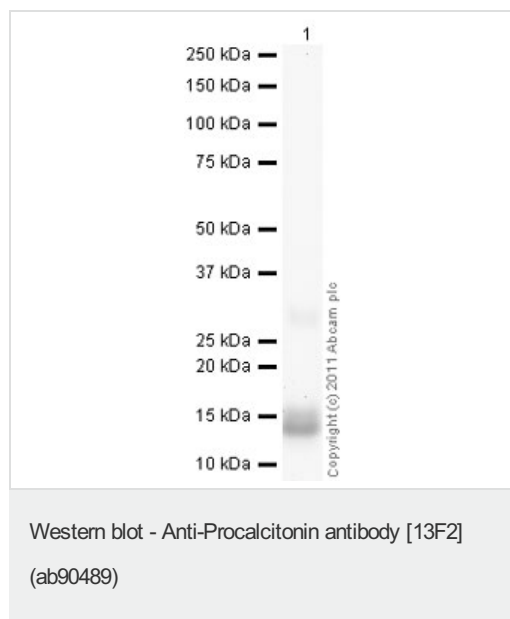 1
250 kDa
150 kDa
100 kDa
75 kDa
50 kDa
37 kDa
25 kDa
20 kDa
15 kDa
10 kDa
Copyright (c) 2011 Abcam plc
Western blot - Anti-Procalcitonin antibody [13F2]
(ab90489)